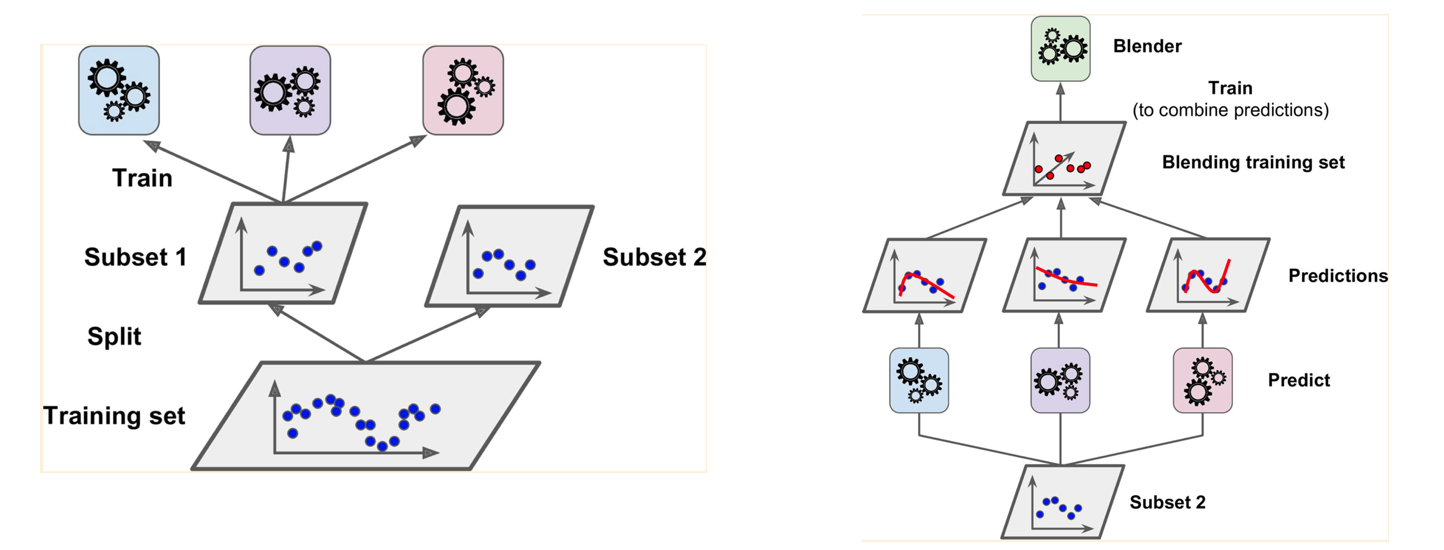 Train
Subset 1
Subset 2
Split
Training set
Blender
Train
(to combine predictions)
Blending training set
Predictions
Predict
Subset 2